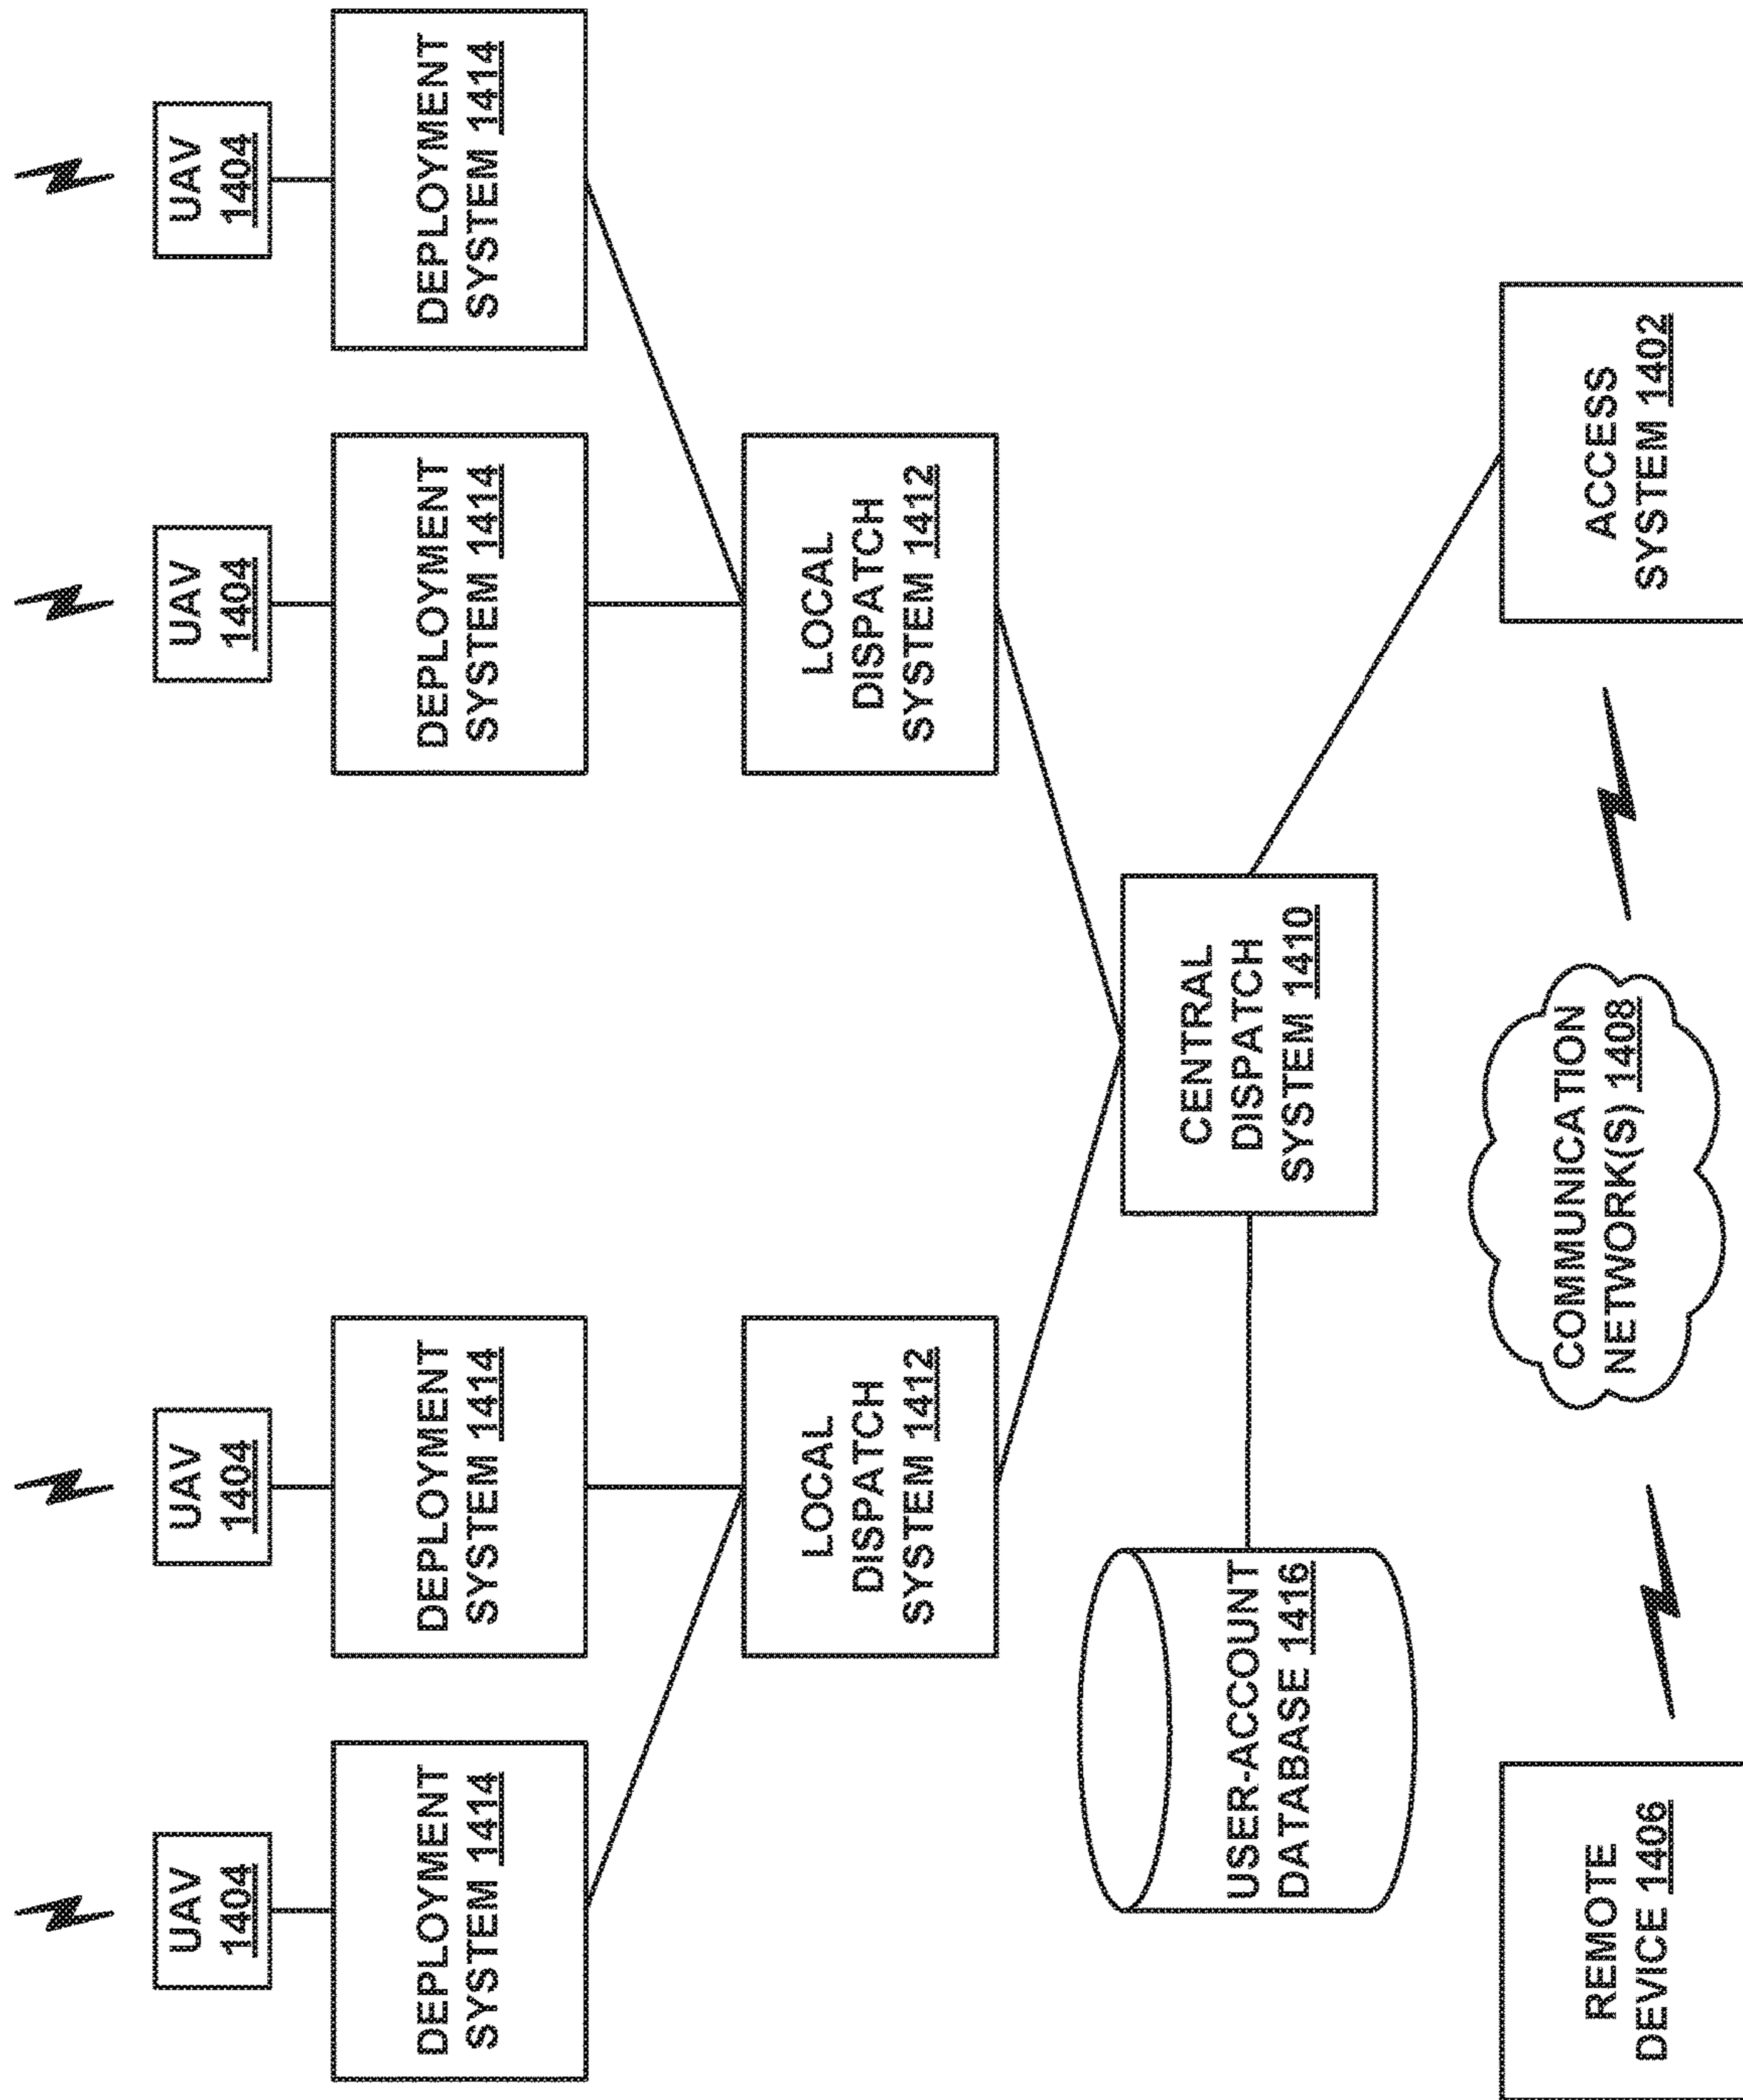 UAV
1404
UAV
1404
UAV
1404
UAV
1404
DEPLOYMENT
SYSTEM 1414
DEPLOYMENT
SYSTEM 1414
DEPLOYMENT
SYSTEM 1414
DEPLOYMENT
SYSTEM 1414
LOCAL
DISPATCH
SYSTEM 1412
LOCAL
DISPATCH
SYSTEM 1412
USER-ACCOUNT
DATABASE 1416
CENTRAL
DISPATCH
SYSTEM 1410
REMOTE
DEVICE 1406
COMMUNICATION
NETWORK(S) 1408
ACCESS
SYSTEM 1402